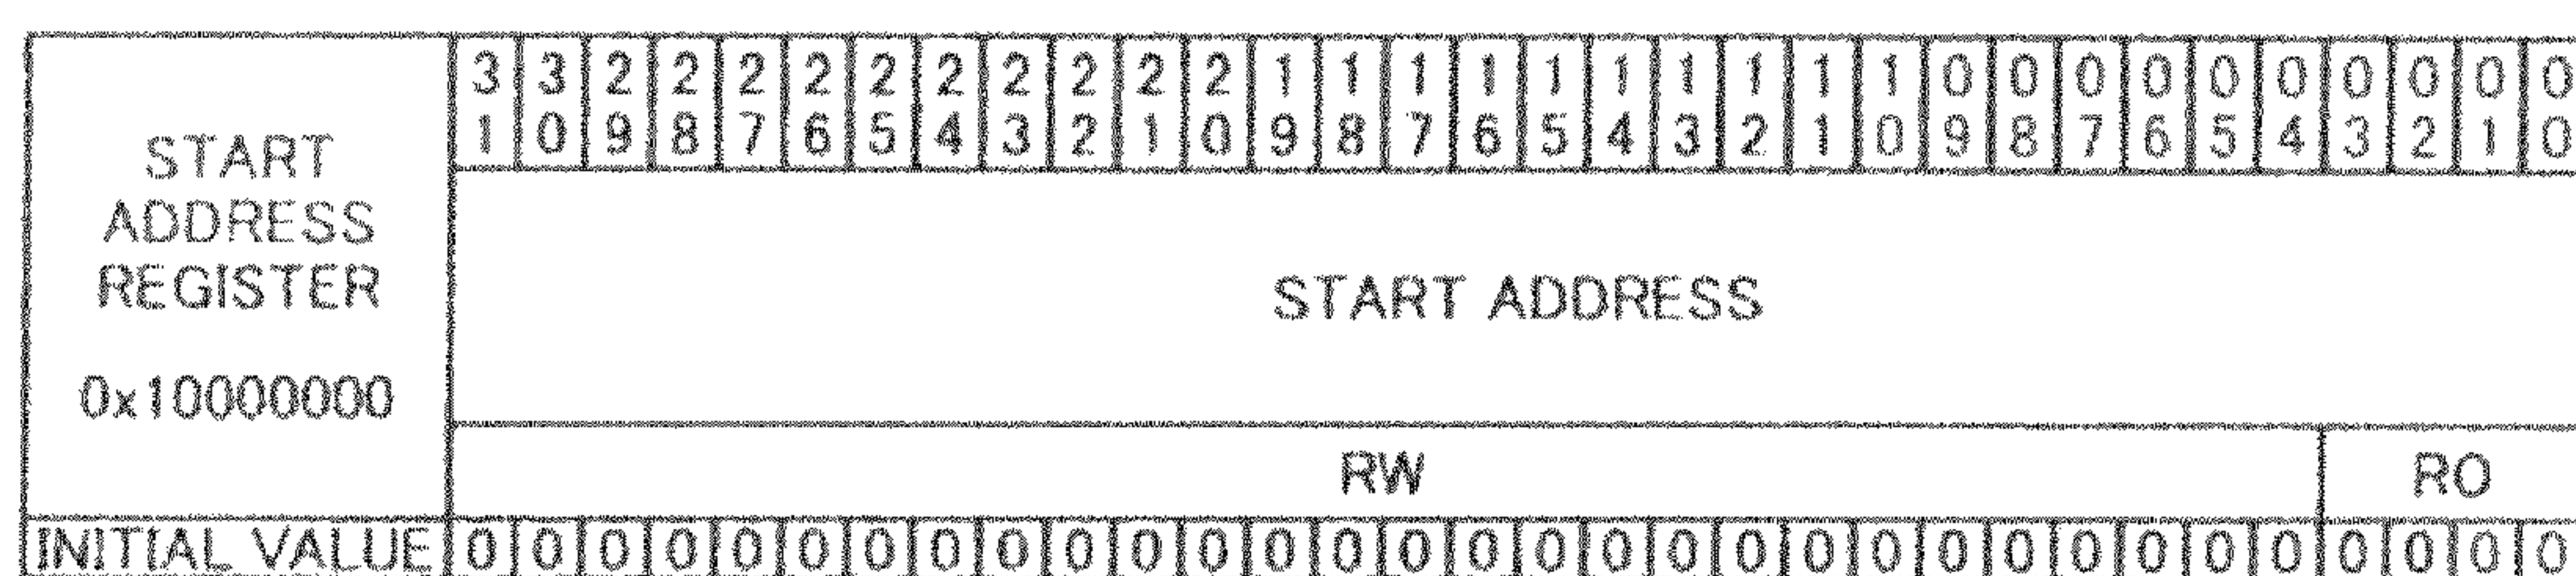 3 3 2 2 2 2 2 2 2 2 2 2 1 1 1 1 1 1 1 1 1 1 0 0 0 0 0 0 0 0 0 0
1 0 9 8 7 6 5 4 3 2 1 0 9 8 7 6 5 4 3 2 1 0 9 8 7 6 5 4 3 2 1 0
START
ADDRESS
REGISTER
0x10000000
START ADDRESS
RW RO
INITIAL VALUE 0 0 0 0 0 0 0 0 0 0 0 0 0 0 0 0 0 0 0 0 0 0 0 0 0 0 0 0 0 0 0 0